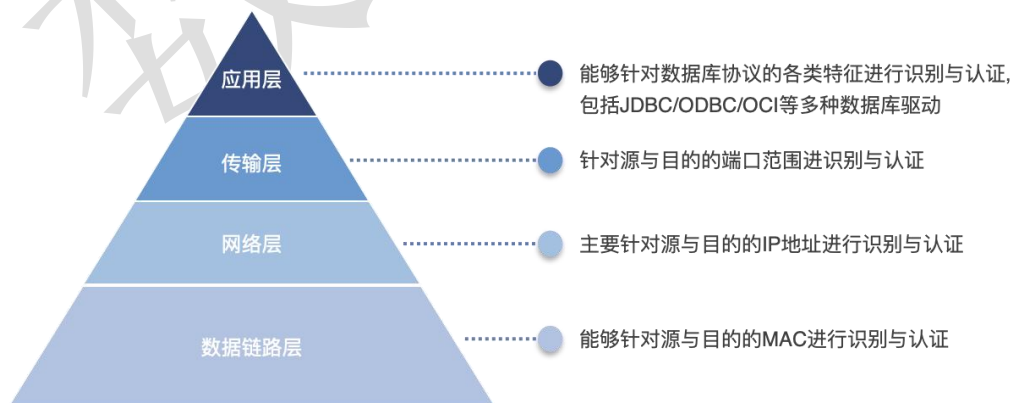 应用层
能够针对数据库协议的各类特征进行识别与认证,
包括JDBC/ODBC/OCI等多种数据库驱动
传输层
针对源与目的的端口范围进识别与认证
网络层
主要针对源与目的的IP地址进行识别与认证
数据链路层
能够针对源与目的的MAC进行识别与认证